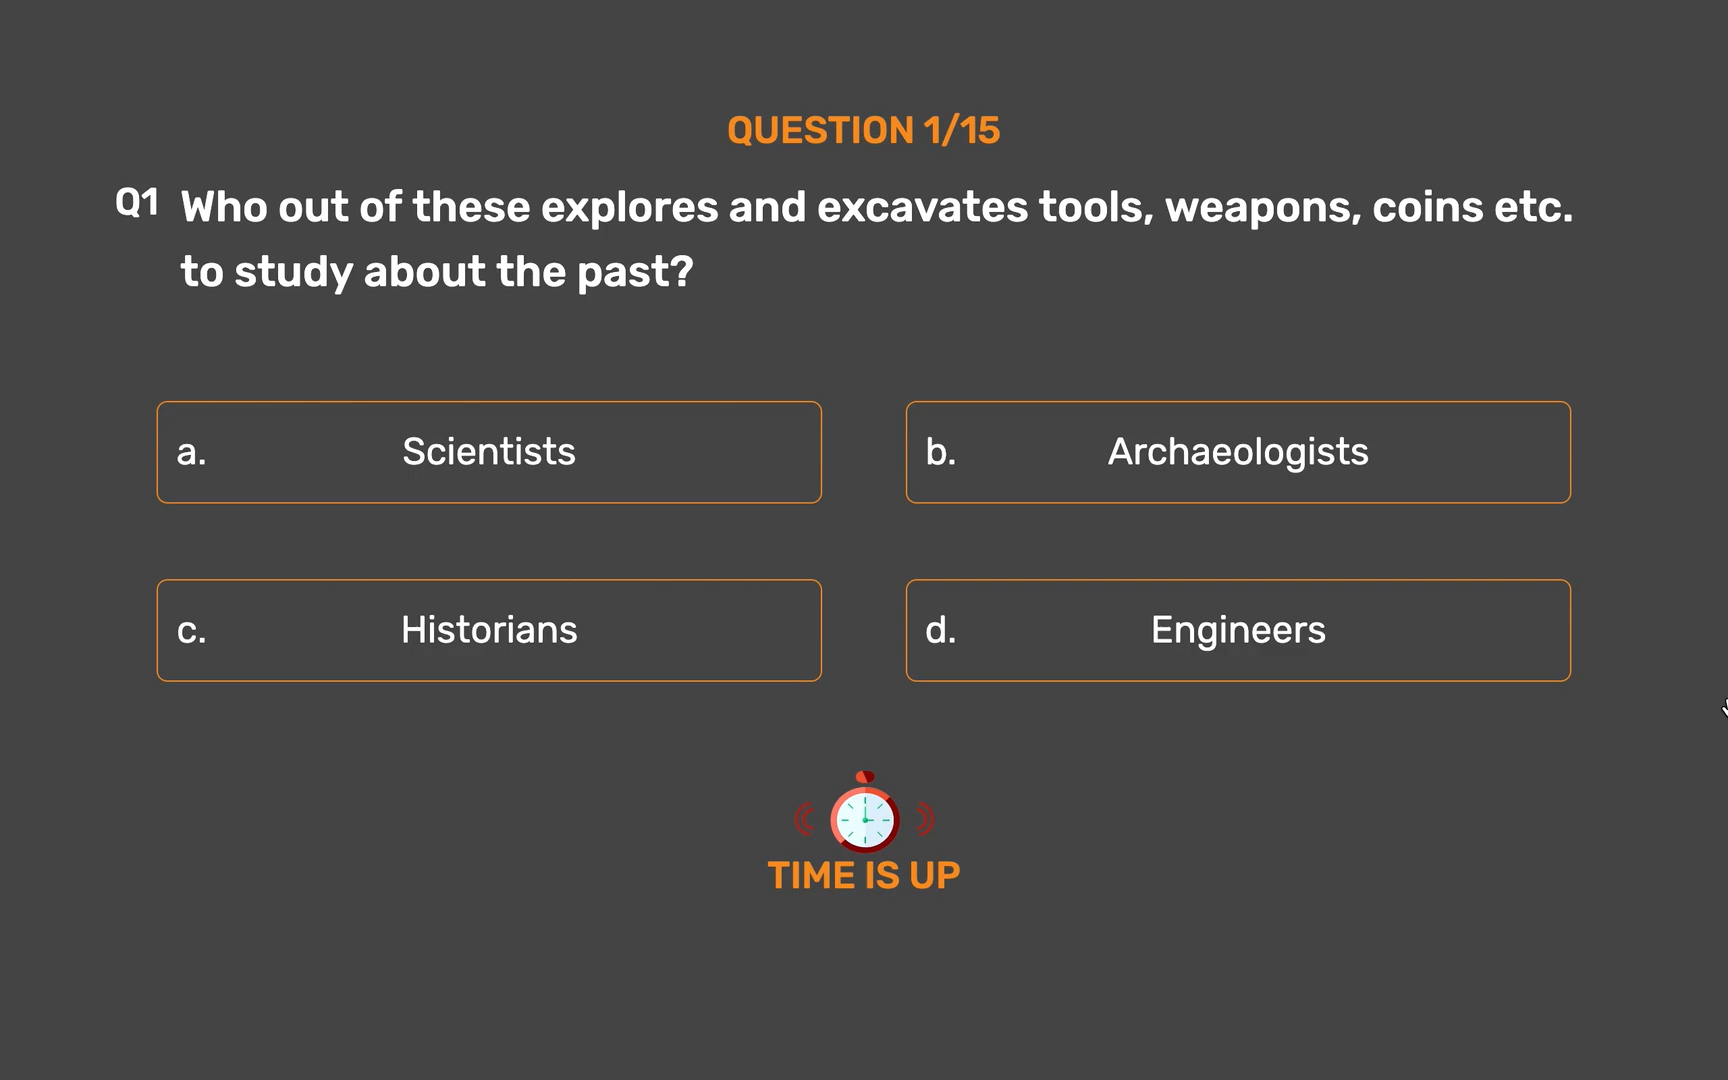 QUESTION 1/15
Q1 Who out of these explores and excavates tools, weapons, coins etc.
to study about the past?
a. Scientists
b. Archaeologists
c. Historians
d. Engineers
TIME IS UP